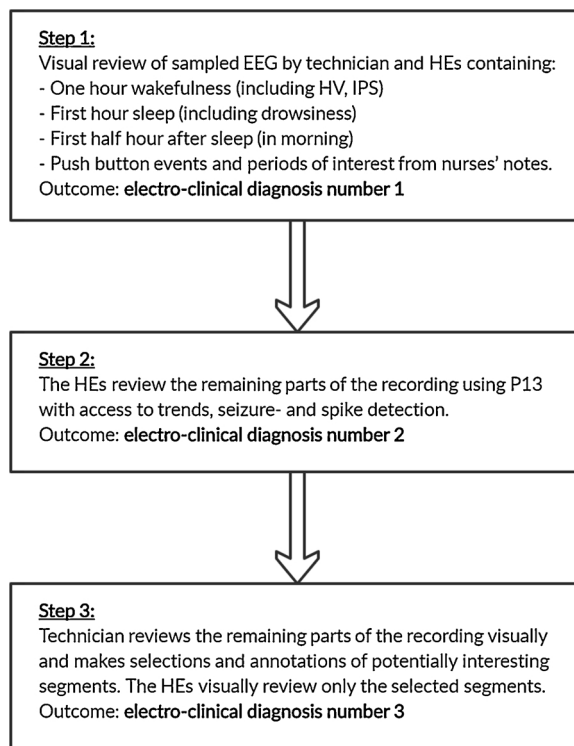 Step 1:
Visual review of sampled EEG by technician and HEs containing:
- One hour wakefulness (including HV, IPS)
- First hour sleep (including drowsiness)
- First half hour after sleep (in morning)
- Push button events and periods of interest from nurses’ notes.
Outcome: electro-clinical diagnosis number 1
Step 2:
The HEs review the remaining parts of the recording using P13
with access to trends, seizure- and spike detection.
Outcome: electro-clinical diagnosis number 2
Step 3:
Technician reviews the remaining parts of the recording visually
and makes selections and annotations of potentially interesting
segments. The HEs visually review only the selected segments.
Outcome: electro-clinical diagnosis number 3